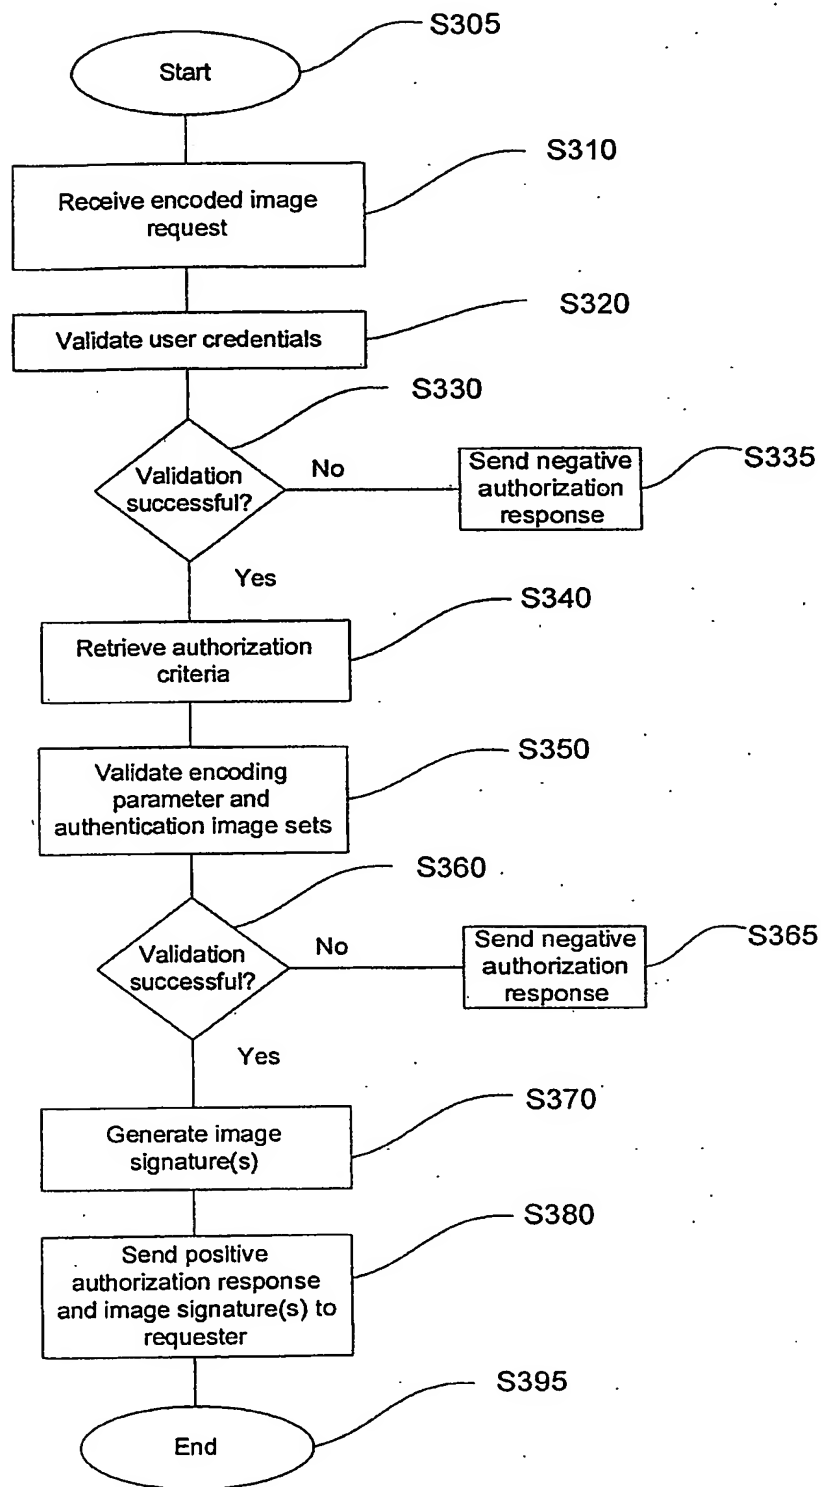 S305
Start
S310
Receive encoded image
request
S320
Validate user credentials
S330
Validation
successful?
No
Send negative
authorization
response
S335
Yes
S340
Retrieve authorization
criteria
S350
Validate encoding
parameter and
authentication image sets
S360
Validation
successful?
No
Send negative
authorization
response
S365
Yes
S370
Generate image
signature(s)
S380
Send positive
authorization response
and image signature(s) to
requester
S395
End